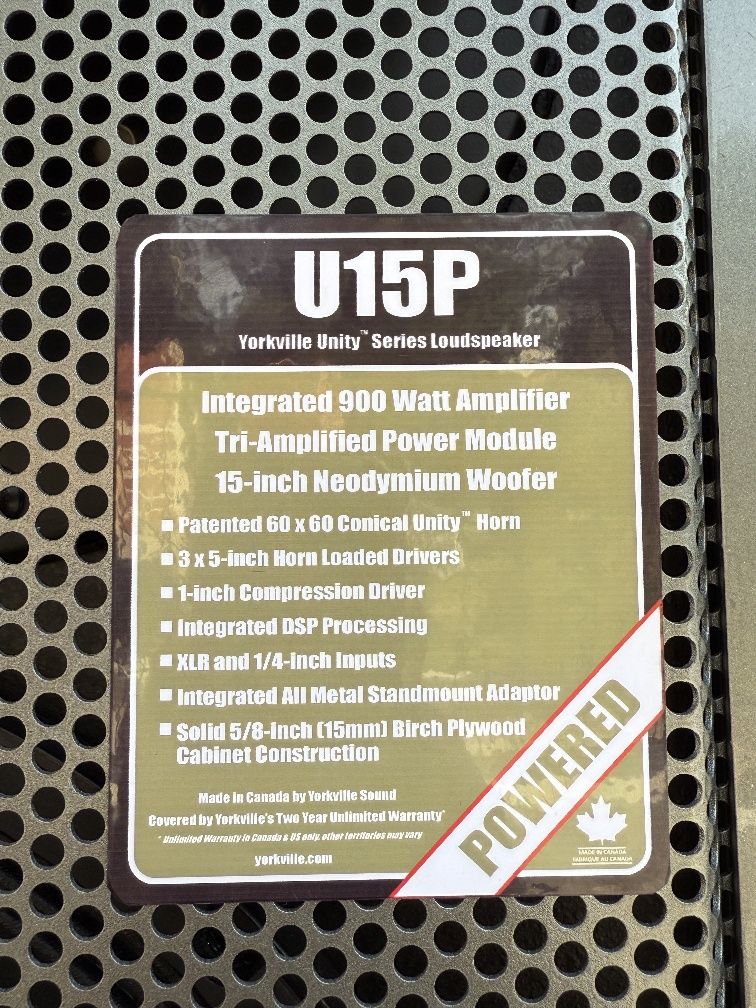 U15P
Yorkville Unity™ Series Loudspeaker
Integrated 900 Watt Amplifier
Tri-Amplified Power Module
15-inch Neodymium Woofer
■ Patented 60 x 60 Conical Unity™ Horn
■ 3 x 5-inch Horn Loaded Drivers
■ 1-inch Compression Driver
■ Integrated DSP Processing
■ XLR and 1/4-inch Inputs
■ Integrated All Metal Standmount Adaptor
■ Solid 5/8-inch (15mm) Birch Plywood
Cabinet Construction
Made in Canada by Yorkville Sound
Covered by Yorkville's Two Year Unlimited Warranty*
* Unlimited Warranty in Canada & US only, other territories may vary
yorkville.com
POWERED
MADE IN CANADA
FABRIQUÉ AU CANADA